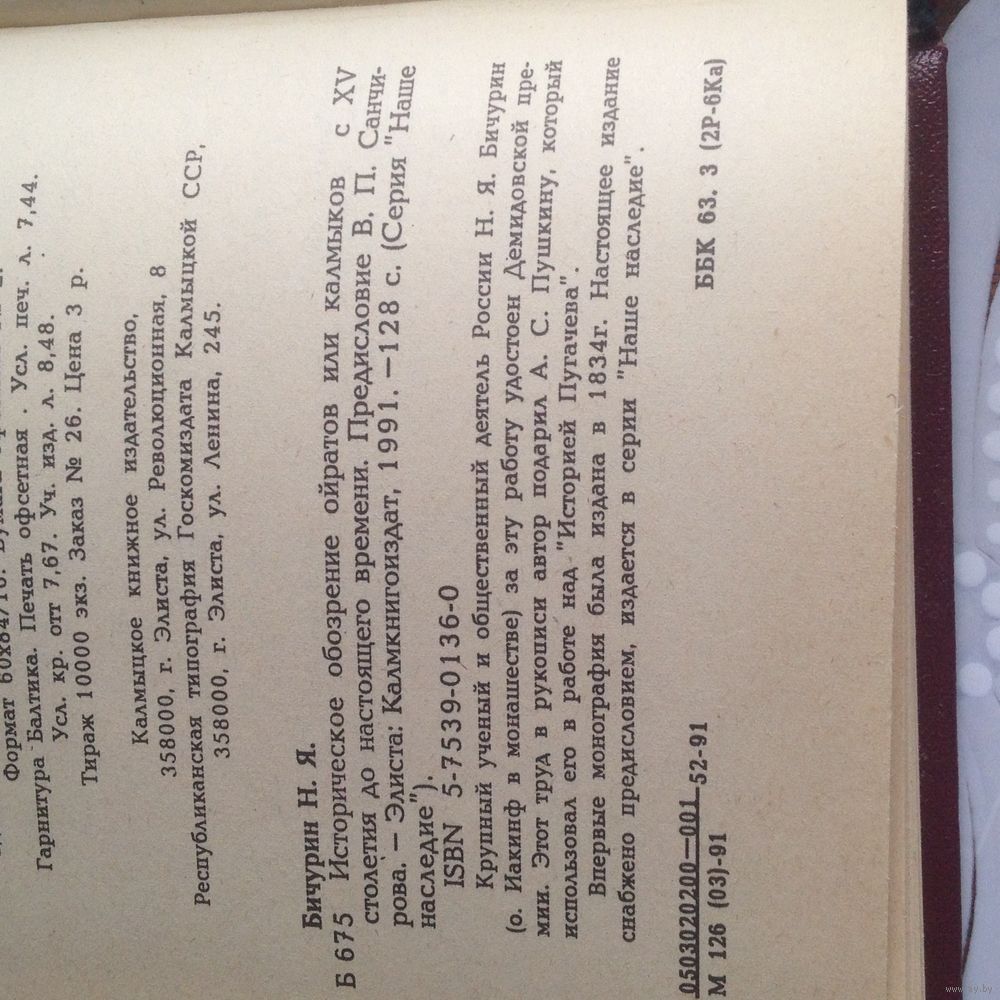 Формат 60х84/16.
Гарнитура Балтика. Печать офсетная . Усл. печ. л. 7,44.
Усл. кр. отт 7,67. Уч. изд. л. 8,48.
Тираж 10000 экз. Заказ № 26. Цена 3 р.
Калмыцкое книжное издательство,
358000, г. Элиста, ул. Революционная, 8
Республиканская типография Госкомиздата Калмыцкой ССР,
358000, г. Элиста, ул. Ленина, 245.
Бичурин Н. Я.
Б 675 Историческое обозрение ойратов или калмыков с XV
столетия до настоящего времени. Предисловие В. П. Санчи-
рова. — Элиста: Калмкнигоиздат, 1991. —128 с. (Серия "Наше
наследие").
ISBN 5-7539-0136-0
Крупный ученый и общественный деятель России Н. Я. Бичурин
(о. Иакинф в монашестве) за эту работу удостоен Демидовской пре-
мии. Этот труд в рукописи автор подарил А. С. Пушкину, который
использовал его в работе над "Историей Пугачева".
Впервые монография была издана в 1834г. Настоящее издание
снабжено предисловием, издается в серии "Наше наследие".
0503020200—001 52-91
М 126 (03)-91
ББК 63. 3 (2Р-6Ка)
www.ay.by